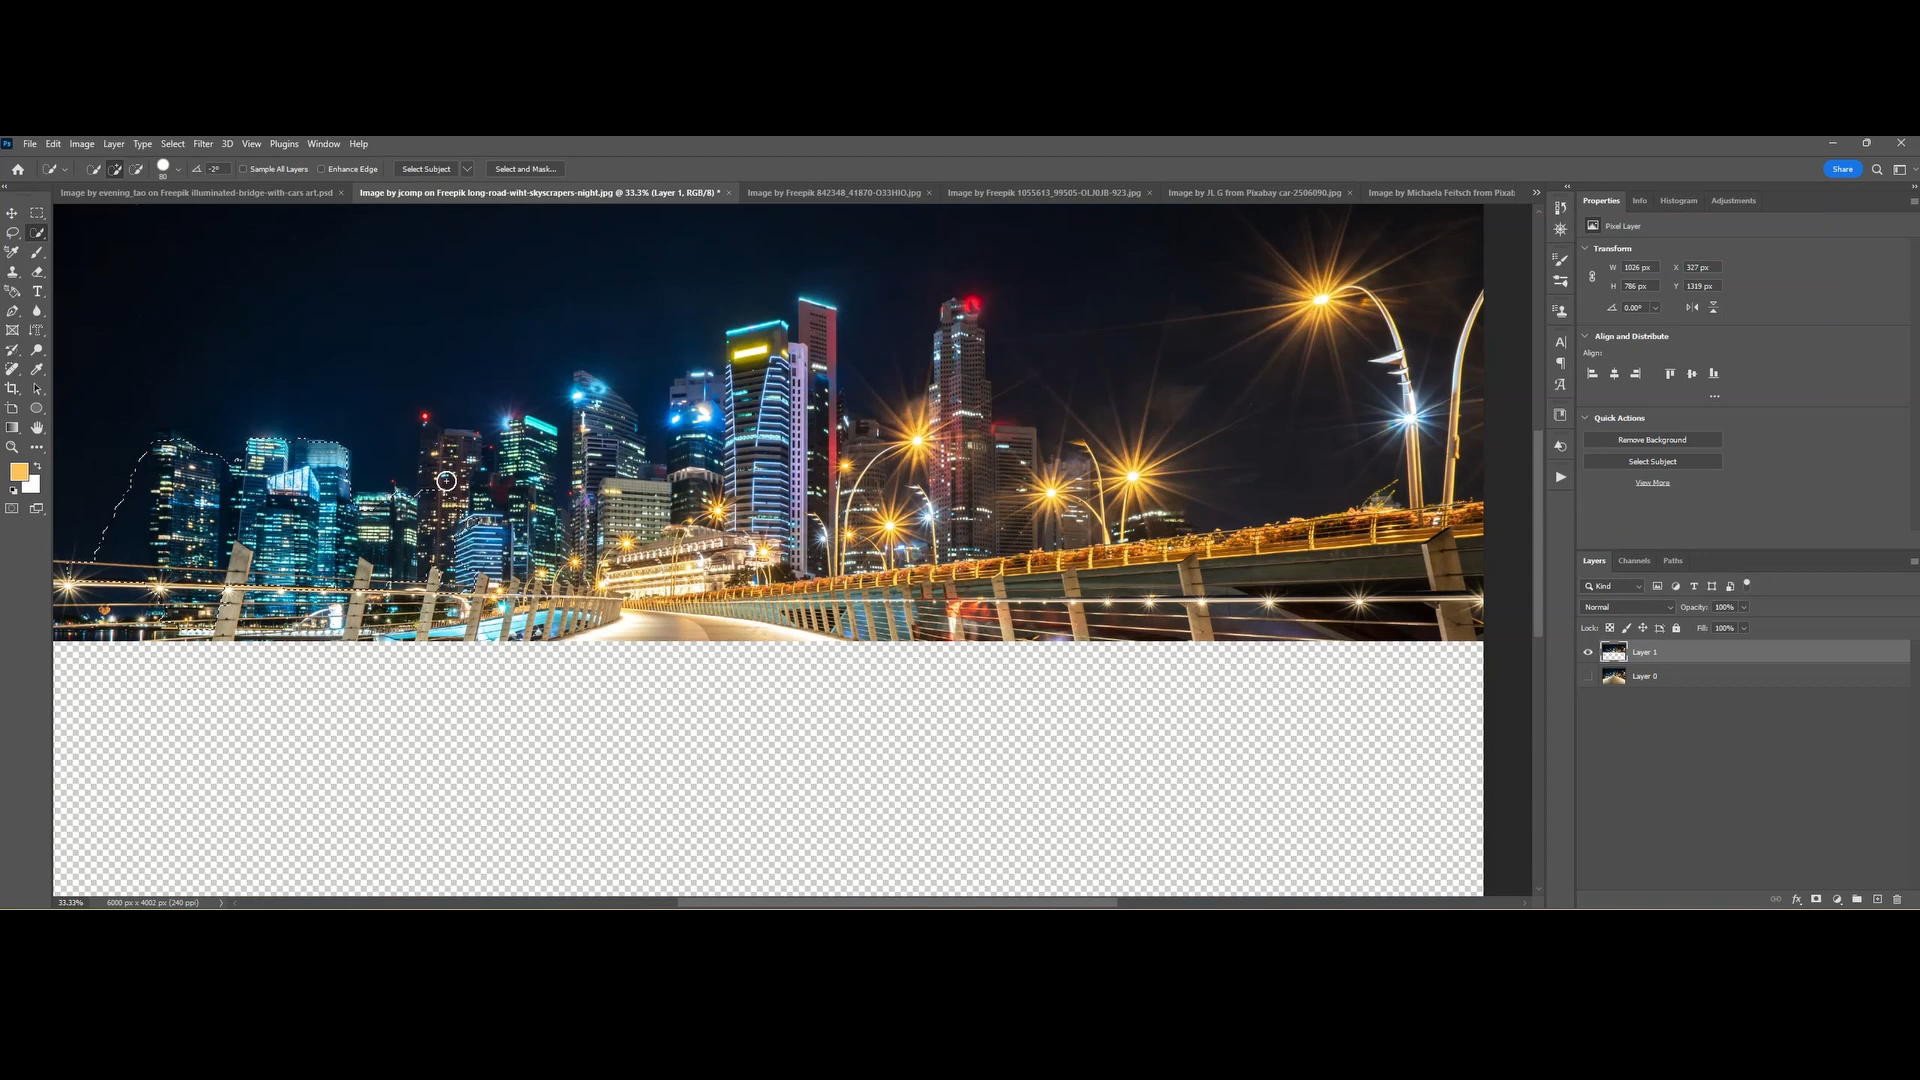 Ps File Edit Image Layer Type Select Filter 3D View Plugins Window Help
80 -2° Sample All Layers Enhance Edge Select Subject Select and Mask... Share
Image by evening_tao on Freepik illuminated-bridge-with-cars art.psd × Image by jcomp on Freepik long-road-wiht-skyscrapers-night.jpg @ 33.3% (Layer 1, RGB/8) * × Image by Freepik 842348_41870-O33HIO.jpg × Image by Freepik 1055613_99505-OLJ0JB-923.jpg × Image by JL G from Pixabay car-2506090.jpg × Image by Michaela Feitsch from Pixab
Properties Info Histogram Adjustments
Pixel Layer
Transform
W 1026 px X 327 px
H 786 px Y 1319 px
0.00°
Align and Distribute
Align:
Quick Actions
Remove Background
Select Subject
View More
Layers Channels Paths
Kind
Normal Opacity: 100%
Lock: Fill: 100%
Layer 1
Layer 0
33.33% 6000 px x 4002 px (240 ppi)